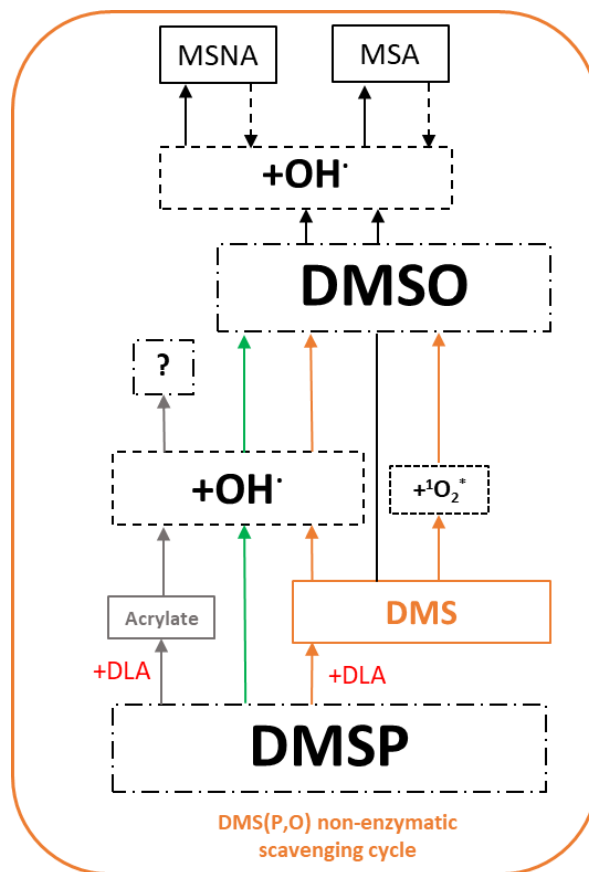 MSNA
MSA
+OH·
DMSO
?
+OH·
+¹O₂*
Acrylate
DMS
+DLA
+DLA
DMSP
DMS(P,O) non-enzymatic
scavenging cycle